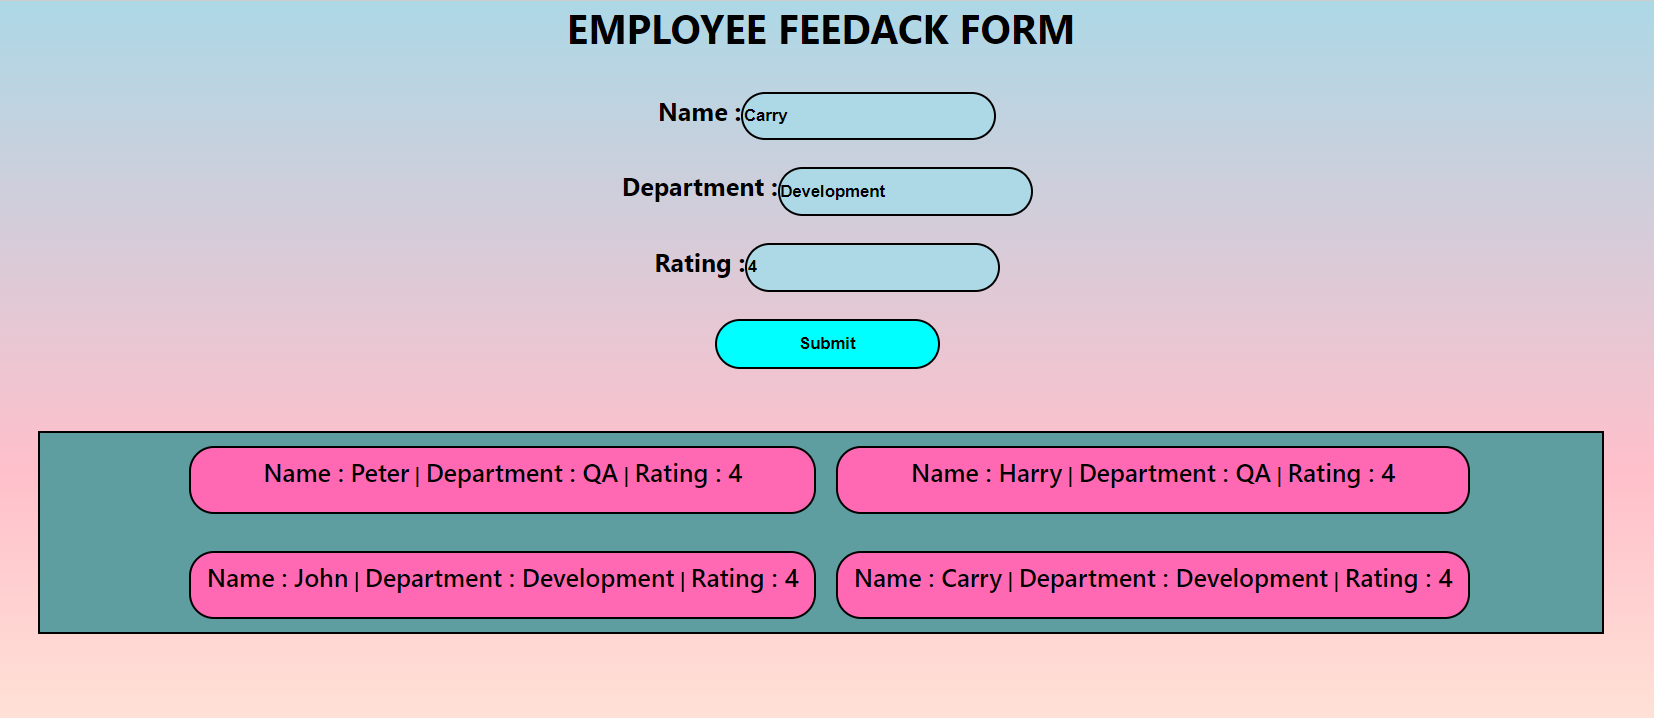 EMPLOYEE FEEDACK FORM
Name : Carry
Department : Development
Rating : 4
Submit
Name : Peter | Department : QA | Rating : 4
Name : Harry | Department : QA | Rating : 4
Name : John | Department : Development | Rating : 4
Name : Carry | Department : Development | Rating : 4